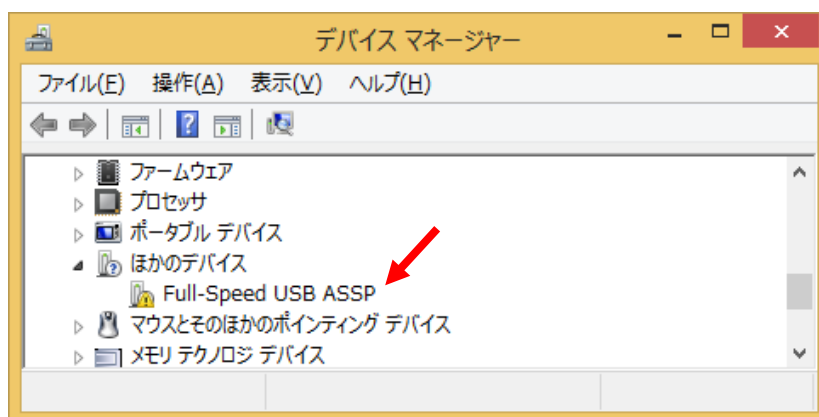 デバイス マネージャー
ファイル(F) 操作(A) 表示(V) ヘルプ(H)
ファームウェア
プロセッサ
ポータブル デバイス
ほかのデバイス
Full-Speed USB ASSP
マウスとそのほかのポインティング デバイス
メモリ テクノロジ デバイス